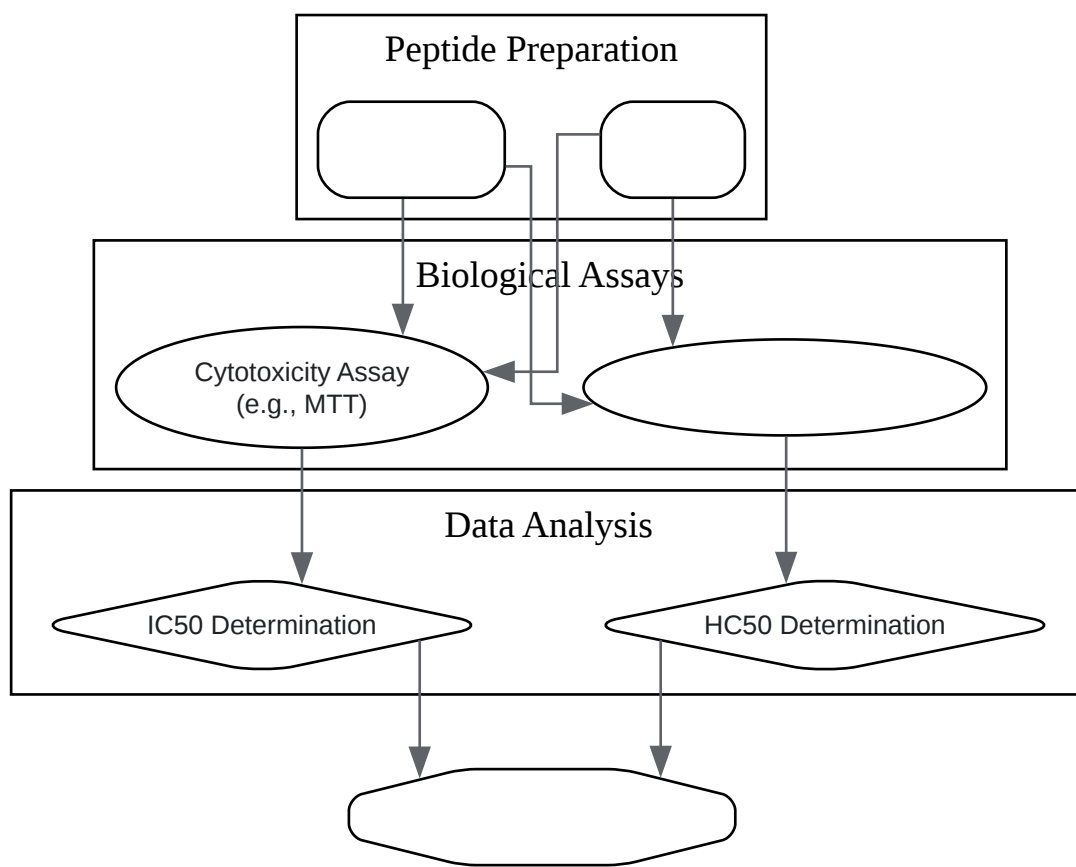 Peptide Preparation
Biological Assays
Cytotoxicity Assay
(e.g., MTT)
Data Analysis
IC50 Determination
HC50 Determination